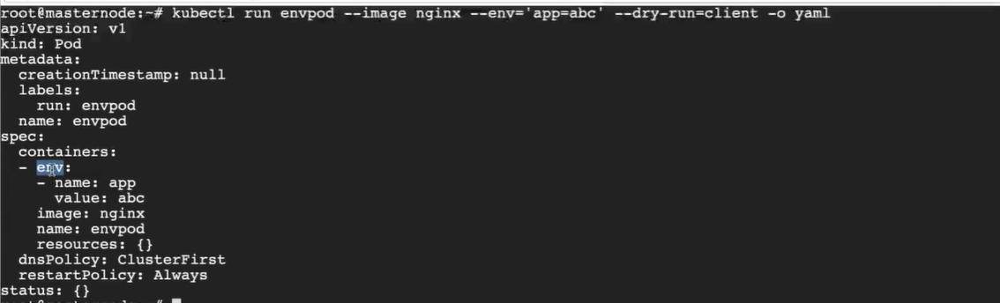 root@masternode:~# kubectl run envpod --image nginx --env='app=abc' --dry-run=client -o yaml
apiVersion: v1
kind: Pod
metadata:
  creationTimestamp: null
  labels:
    run: envpod
  name: envpod
spec:
  containers:
  - env:
    - name: app
      value: abc
    image: nginx
    name: envpod
    resources: {}
  dnsPolicy: ClusterFirst
  restartPolicy: Always
status: {}